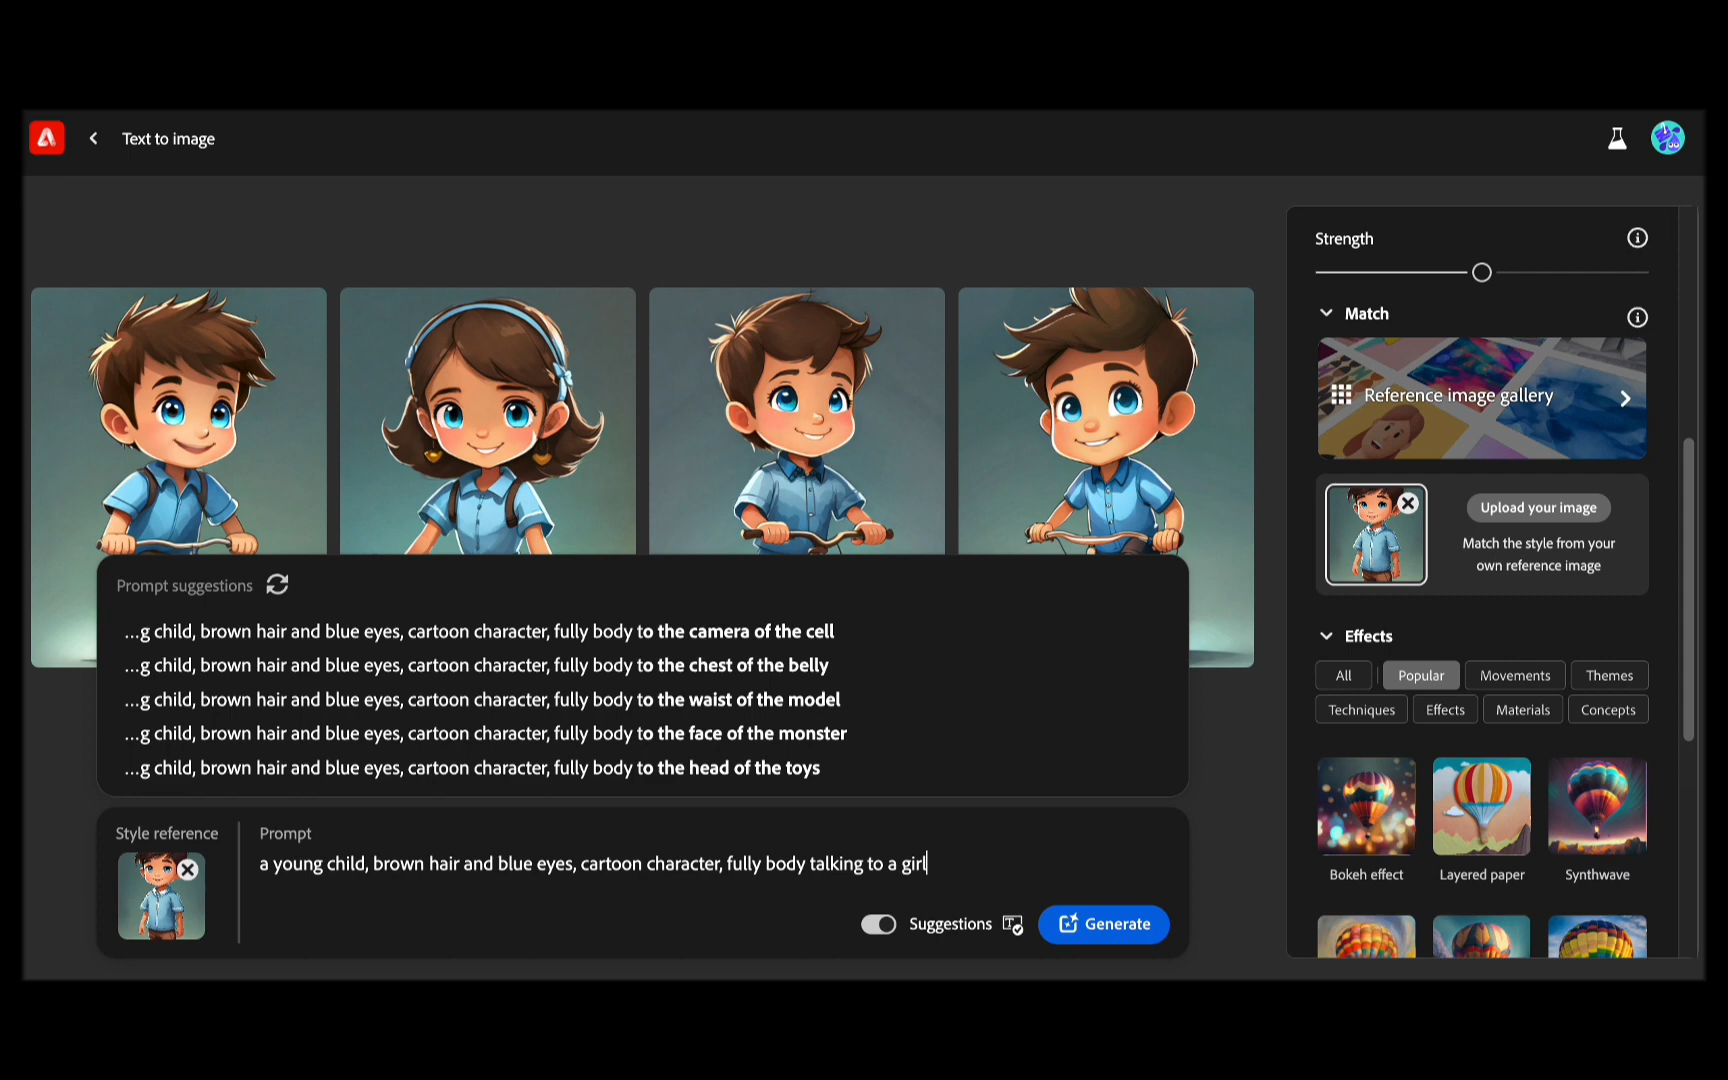 Text to image
Strength
Match
Reference image gallery
Upload your image
Match the style from your
own reference image
Effects
All
Popular
Movements
Themes
Techniques
Effects
Materials
Concepts
Bokeh effect
Layered paper
Synthwave
Prompt suggestions
...g child, brown hair and blue eyes, cartoon character, fully body to the camera of the cell
...g child, brown hair and blue eyes, cartoon character, fully body to the chest of the belly
...g child, brown hair and blue eyes, cartoon character, fully body to the waist of the model
...g child, brown hair and blue eyes, cartoon character, fully body to the face of the monster
...g child, brown hair and blue eyes, cartoon character, fully body to the head of the toys
Style reference
Prompt
a young child, brown hair and blue eyes, cartoon character, fully body talking to a girl
Suggestions
Generate